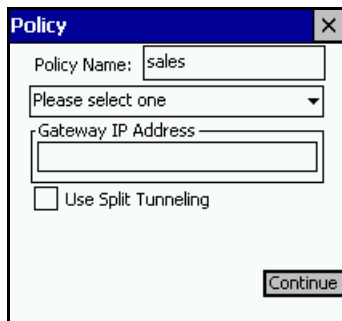 Policy
Policy Name: sales
Please select one
Gateway IP Address
Use Split Tunneling
Continue